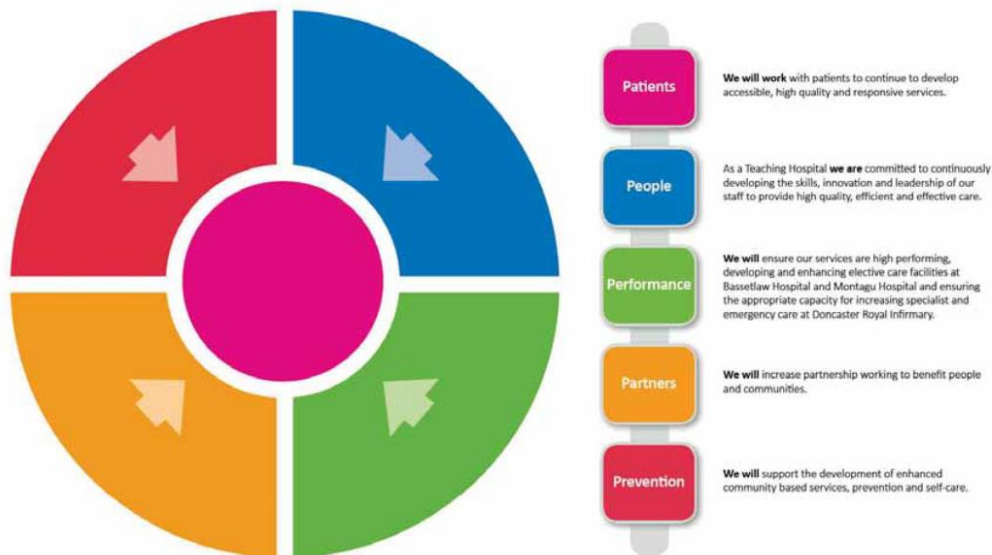 Patients
We will work with patients to continue to develop
accessible, high quality and responsive services.
People
As a Teaching Hospital we are committed to continuously
developing the skills, innovation and leadership of our
staff to provide high quality, efficient and effective care.
Performance
We will ensure our services are high performing,
developing and enhancing elective care facilities at
Bassetlaw Hospital and Montagu Hospital and ensuring
the appropriate capacity for increasing specialist and
emergency care at Doncaster Royal Infirmary.
Partners
We will increase partnership working to benefit people
and communities.
Prevention
We will support the development of enhanced
community based services, prevention and self-care.